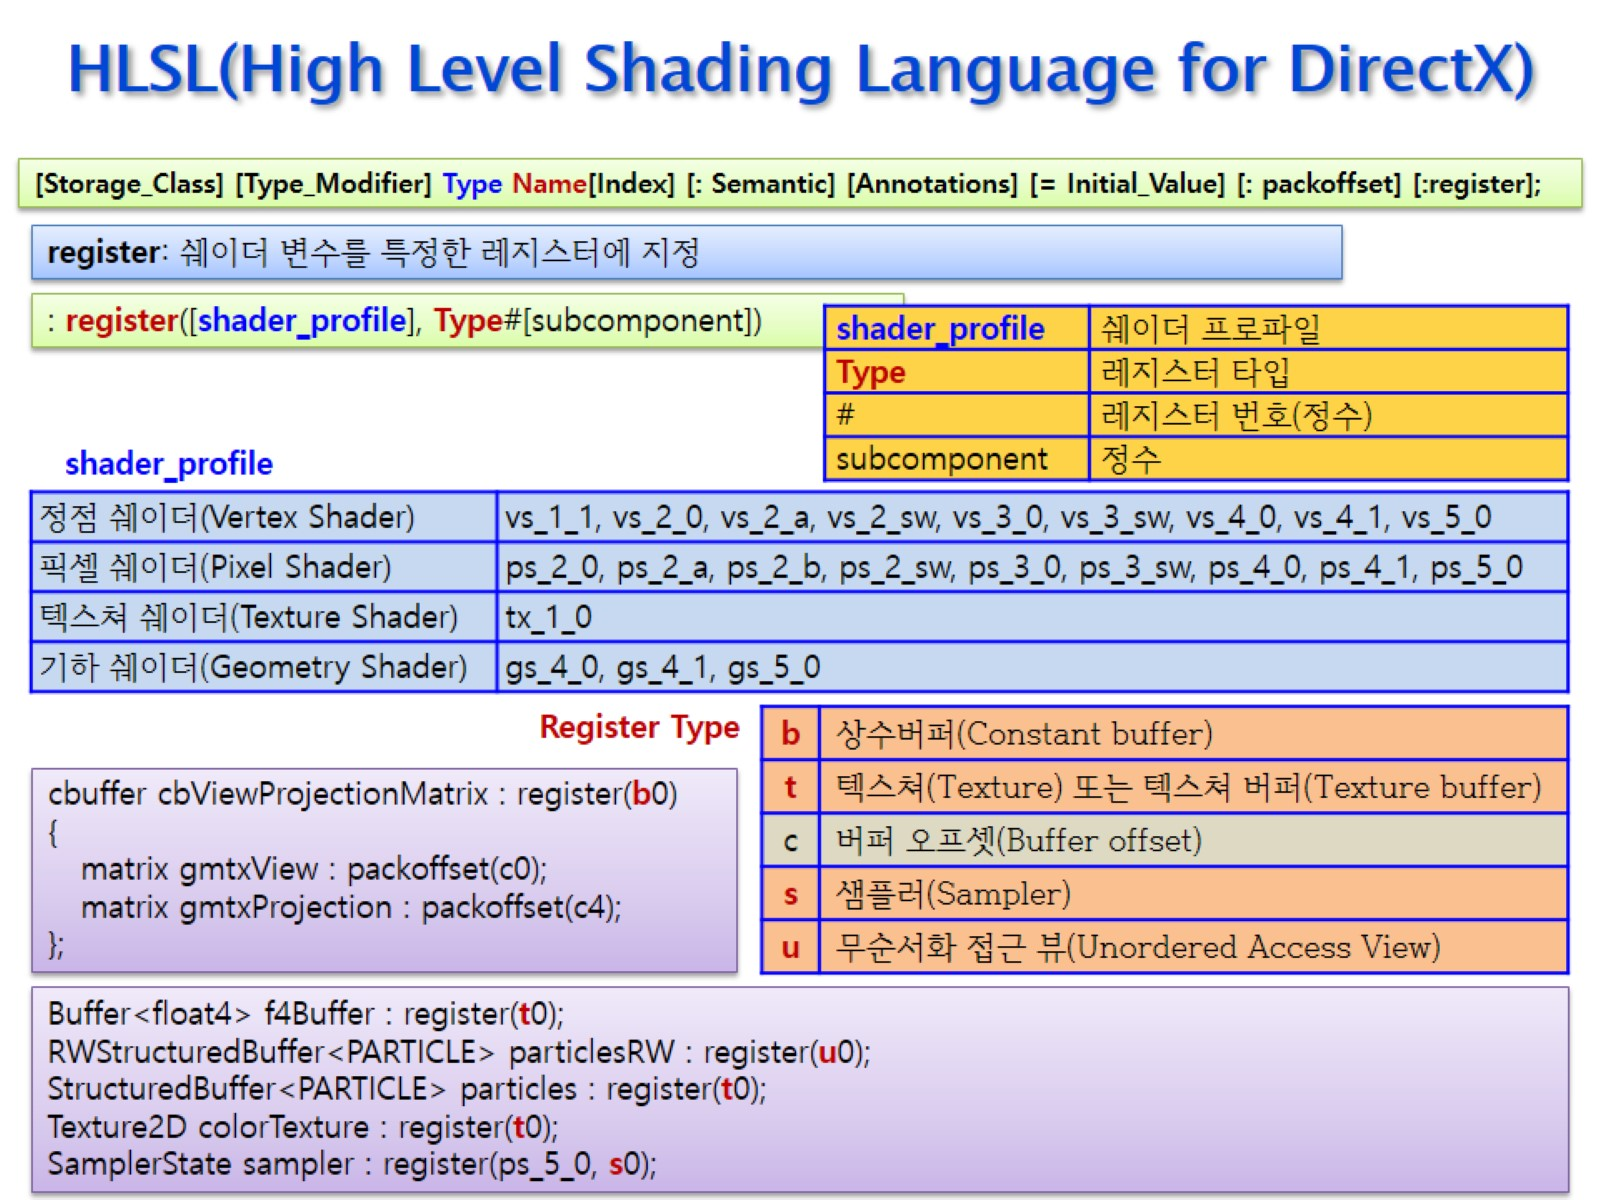 HLSL(High Level Shading Language for DirectX)
[Storage_Class] [Type_Modifier] Type Name[Index] [: Semantic] [Annotations] [= Initial_Value] [: packoffset] [:register];
register: 쉐이더 변수를 특정한 레지스터에 지정
: register([shader_profile], Type#[subcomponent])
shader_profile 쉐이더 프로파일
Type 레지스터 타입
# 레지스터 번호(정수)
subcomponent 정수
shader_profile
정점 쉐이더(Vertex Shader) vs_1_1, vs_2_0, vs_2_a, vs_2_sw, vs_3_0, vs_3_sw, vs_4_0, vs_4_1, vs_5_0
픽셀 쉐이더(Pixel Shader) ps_2_0, ps_2_a, ps_2_b, ps_2_sw, ps_3_0, ps_3_sw, ps_4_0, ps_4_1, ps_5_0
텍스쳐 쉐이더(Texture Shader) tx_1_0
기하 쉐이더(Geometry Shader) gs_4_0, gs_4_1, gs_5_0
Register Type
b 상수버퍼(Constant buffer)
t 텍스쳐(Texture) 또는 텍스쳐 버퍼(Texture buffer)
c 버퍼 오프셋(Buffer offset)
s 샘플러(Sampler)
u 무순서화 접근 뷰(Unordered Access View)
cbuffer cbViewProjectionMatrix : register(b0)
{
matrix gmtxView : packoffset(c0);
matrix gmtxProjection : packoffset(c4);
};
Buffer<float4> f4Buffer : register(t0);
RWStructuredBuffer<PARTICLE> particlesRW : register(u0);
StructuredBuffer<PARTICLE> particles : register(t0);
Texture2D colorTexture : register(t0);
SamplerState sampler : register(ps_5_0, s0);